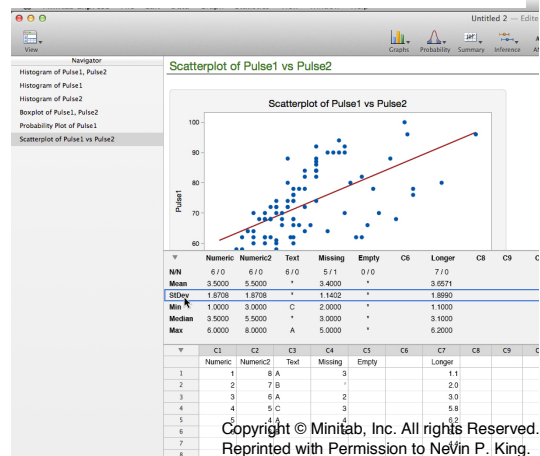 Untitled 2 — Edite
View
Graphs Probability Summary Inference
Navigator
Histogram of Pulse1, Pulse2
Histogram of Pulse1
Histogram of Pulse2
Boxplot of Pulse1, Pulse2
Probability Plot of Pulse1
Scatterplot of Pulse1 vs Pulse2
Scatterplot of Pulse1 vs Pulse2
Scatterplot of Pulse1 vs Pulse2
100
90
80
70
60
Pulse1
Numeric Numeric2 Text Missing Empty C6 Longer C8 C9
N/N 6 / 0 6 / 0 6 / 0 5 / 1 0 / 0 7 / 0
Mean 3.5000 5.5000 * 3.4000 * 3.6571
StDev 1.8708 1.8708 * 1.1402 * 1.8990
Min 1.0000 3.0000 C 2.0000 * 1.1000
Median 3.5000 5.5000 * 3.0000 * 3.1000
Max 6.0000 8.0000 A 5.0000 * 6.2000
C1 C2 C3 C4 C5 C6 C7 C8 C9
Numeric Numeric2 Text Missing Empty Longer
1 1 8 A 3 1.1
2 2 7 B * 2.0
3 3 6 A 2 3.0
4 4 5 C 3 5.8
5 5 4 A 4 6.2
6
7
8
Copyright © Minitab, Inc. All rights Reserved.
Reprinted with Permission to Nevin P. King.